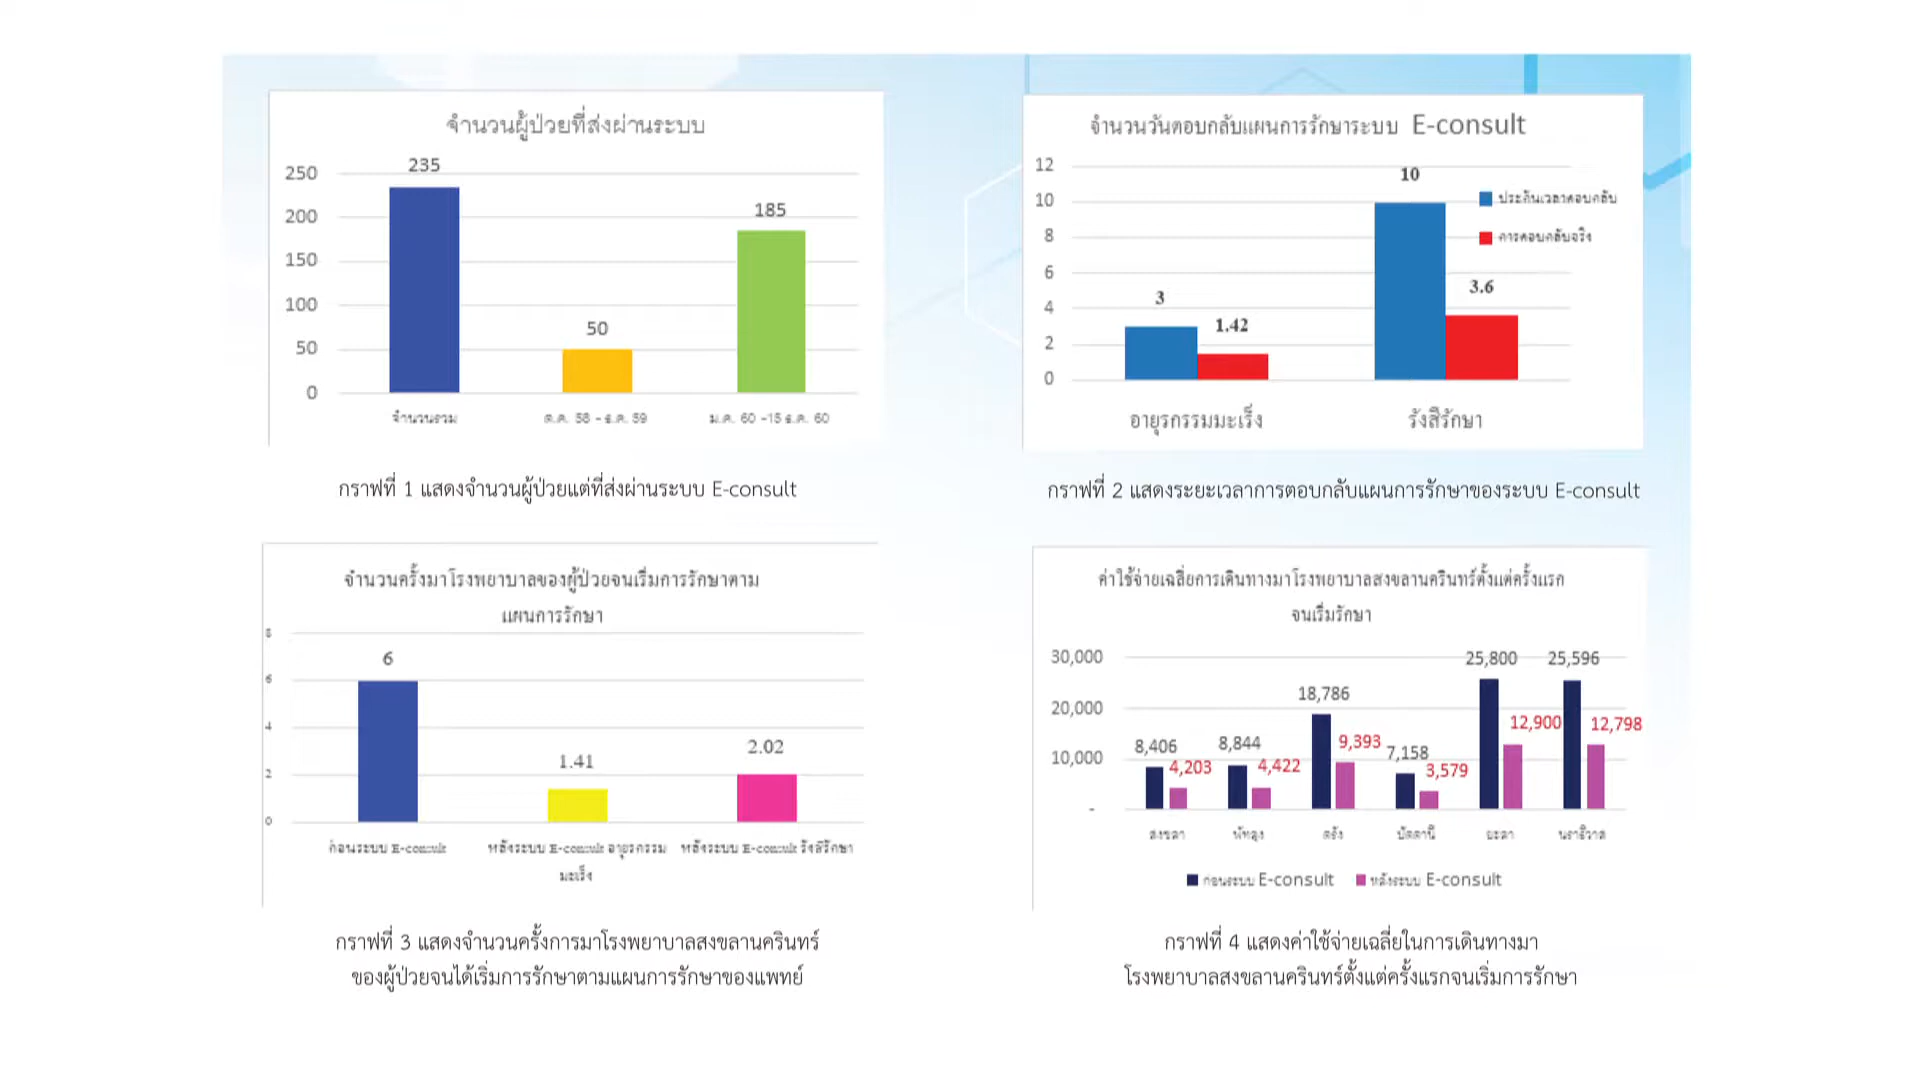 จำนวนผู้ป่วยที่ส่งผ่านระบบ
250
200
150
100
50
0
235
50
185
จำนวนรวม
ต.ค. 58 - ธ.ค. 59
ม.ค. 60 -15 ธ.ค. 60
กราฟที่ 1 แสดงจำนวนผู้ป่วยแต่ที่ส่งผ่านระบบ E-consult
จำนวนวันตอบกลับแผนการรักษาระบบ E-consult
12
10
8
6
4
2
0
3
1.42
10
3.6
ประกันเวลาตอบกลับ
การตอบกลับจริง
อายุรกรรมมะเร็ง
รังสีรักษา
กราฟที่ 2 แสดงระยะเวลาการตอบกลับแผนการรักษาของระบบ E-consult
จำนวนครั้งมาโรงพยาบาลของผู้ป่วยจนเริ่มการรักษาตาม
แผนการรักษา
8
6
4
2
0
6
1.41
2.02
ก่อนระบบ E-consult
หลังระบบ E-consult อายุรกรรม
มะเร็ง
หลังระบบ E-consult รังสีรักษา
กราฟที่ 3 แสดงจำนวนครั้งการมาโรงพยาบาลสงขลานครินทร์
ของผู้ป่วยจนได้เริ่มการรักษาตามแผนการรักษาของแพทย์
ค่าใช้จ่ายเฉลี่ยการเดินทางมาโรงพยาบาลสงขลานครินทร์ตั้งแต่ครั้งแรก
จนเริ่มรักษา
30,000
20,000
10,000
-
8,406
4,203
8,844
4,422
18,786
9,393
7,158
3,579
25,800
12,900
25,596
12,798
สงขลา
พัทลุง
ตรัง
ปัตตานี
ยะลา
นราธิวาส
ก่อนระบบ E-consult
หลังระบบ E-consult
กราฟที่ 4 แสดงค่าใช้จ่ายเฉลี่ยในการเดินทางมา
โรงพยาบาลสงขลานครินทร์ตั้งแต่ครั้งแรกจนเริ่มการรักษา